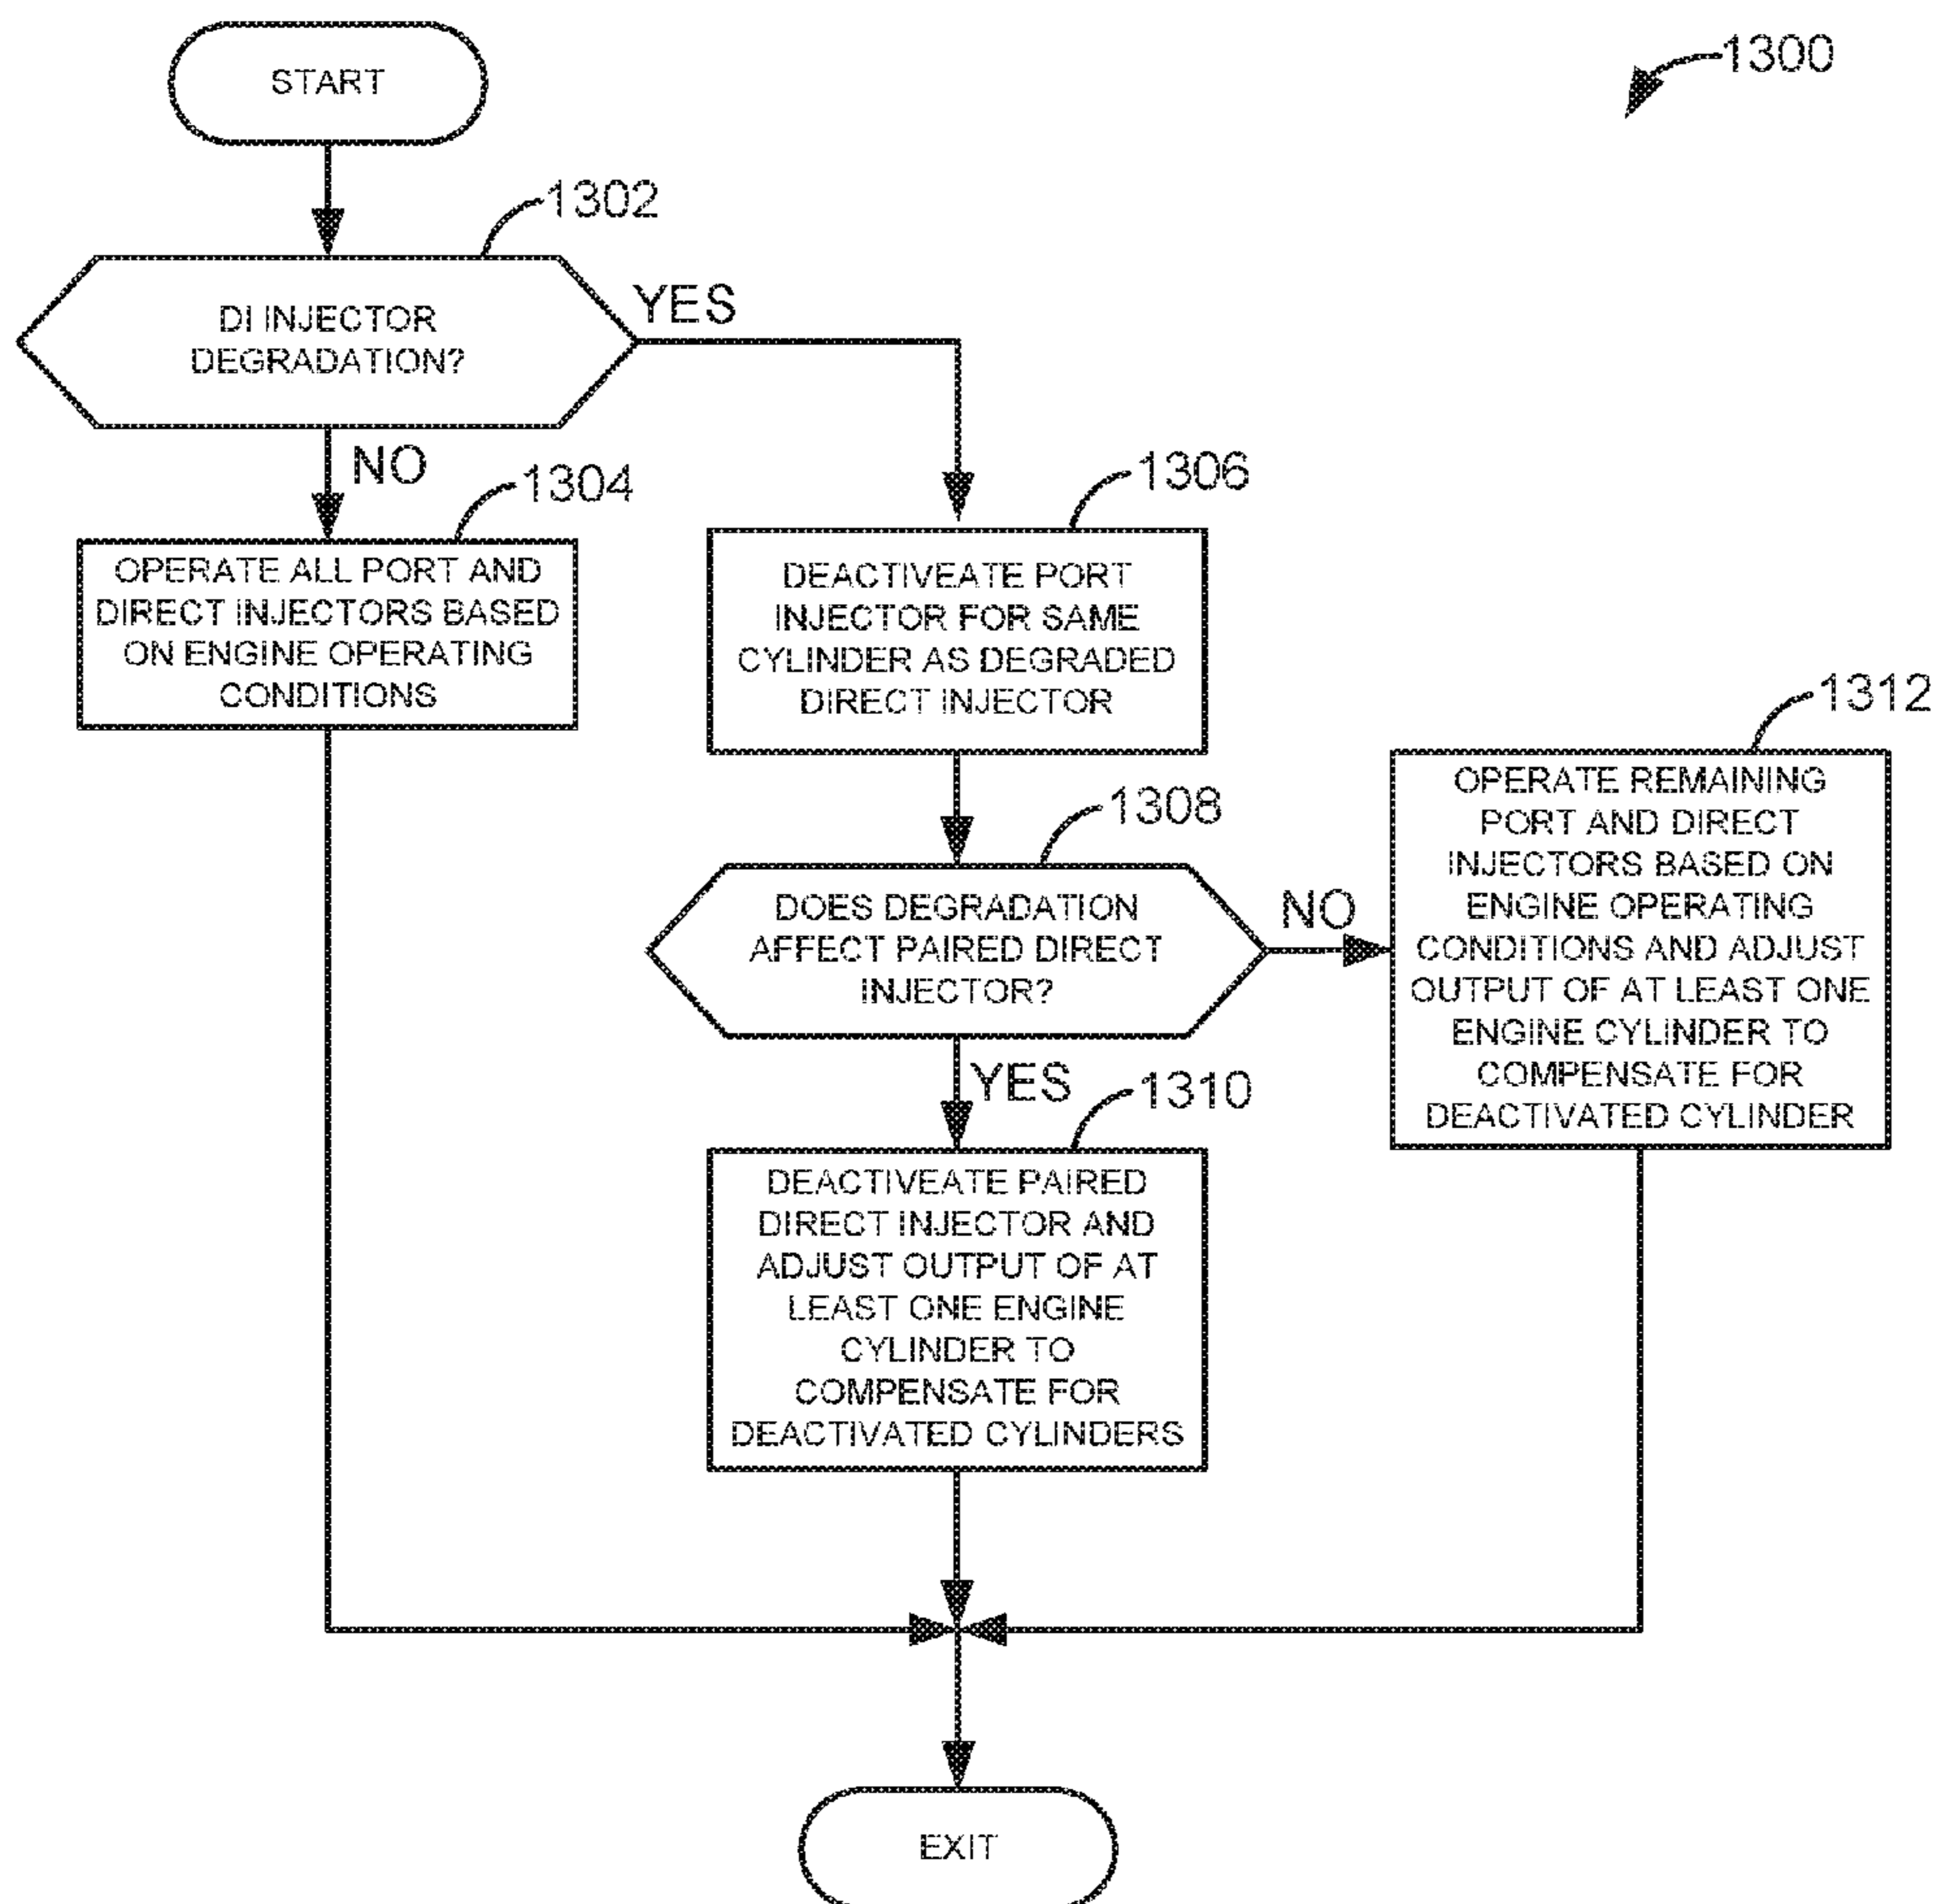 START
1300
1302
DI INJECTOR
DEGRADATION?
YES
NO
1304
OPERATE ALL PORT AND
DIRECT INJECTORS BASED
ON ENGINE OPERATING
CONDITIONS
1306
DEACTIVEATE PORT
INJECTOR FOR SAME
CYLINDER AS DEGRADED
DIRECT INJECTOR
1308
DOES DEGRADATION
AFFECT PAIRED DIRECT
INJECTOR?
NO
1312
OPERATE REMAINING
PORT AND DIRECT
INJECTORS BASED ON
ENGINE OPERATING
CONDITIONS AND ADJUST
OUTPUT OF AT LEAST ONE
ENGINE CYLINDER TO
COMPENSATE FOR
DEACTIVATED CYLINDER
YES
1310
DEACTIVEATE PAIRED
DIRECT INJECTOR AND
ADJUST OUTPUT OF AT
LEAST ONE ENGINE
CYLINDER TO
COMPENSATE FOR
DEACTIVATED CYLINDERS
EXIT